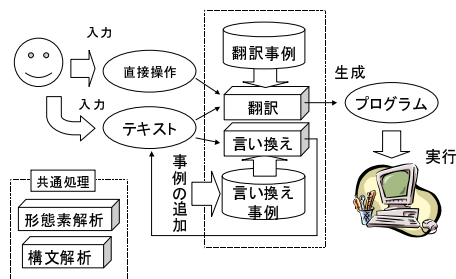 入力
直接操作
入力
テキスト
翻訳事例
翻訳
言い換え
言い換え
事例
事例の追加
生成
プログラム
実行
共通処理
形態素解析
構文解析